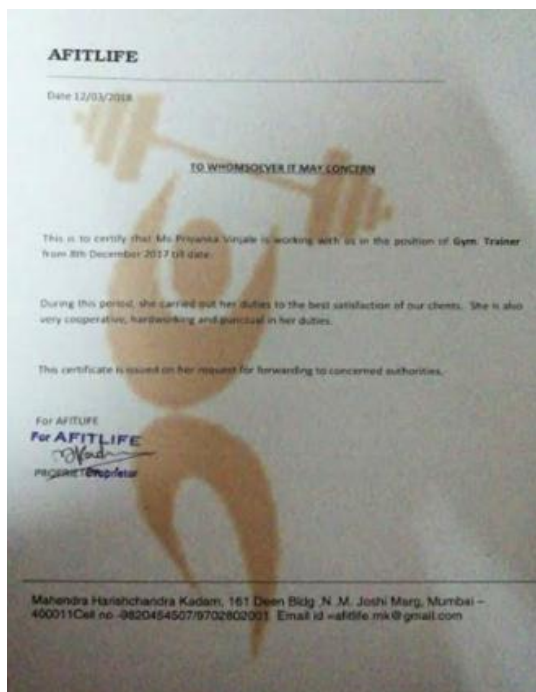 AFITLIFE
Date 12/03/2018
TO WHOMSOEVER IT MAY CONCERN
This is to certify that Ms Priyanka Vinjale is working with us in the position of Gym Trainer
from 8th December 2017 till date.
During this period, she carried out her duties to the best satisfaction of our clients. She is also
very cooperative, hardworking and punctual in her duties.
This certificate is issued on her request for forwarding to concerned authorities.
For AFITLIFE
For AFITLIFE
Proprietor
Mahendra Harishchandra Kadam, 161 Deen Bldg ,N .M. Joshi Marg, Mumbai –
400011Cell no -9820454507/9702802001 Email id =afitlife.mk@gmail.com